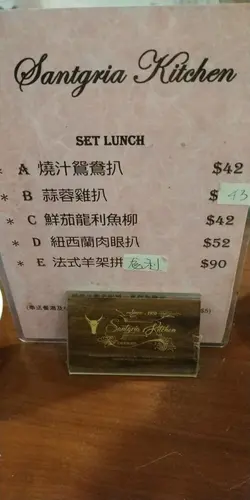 Santgria Kitchen
SET LUNCH
* A 燒汁鴛鴦扒 $42
* B 蒜蓉雞扒 $ 43
* C 鮮茄龍利魚柳 $42
* D 紐西蘭肉眼扒 $52
* E 法式羊架拼 $90
Santgria Kitchen